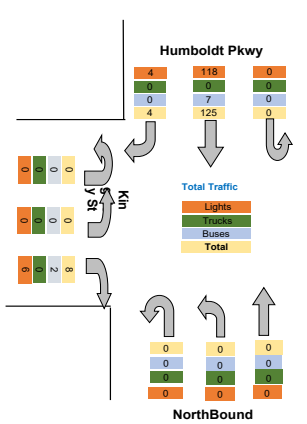 Humboldt Pkwy
4 118 0
0 0 0
0 7 0
4 125 0
0 0 0 0
0 0 0 0
6 0 2 8
Kin
y St
Total Traffic
Lights
Trucks
Buses
Total
0 0 0
0 0 0
0 0 0
0 0 0
NorthBound